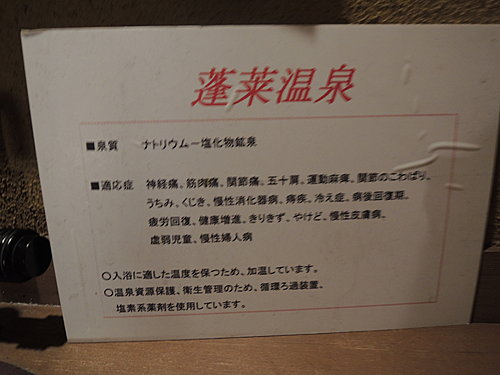 蓬莱温泉
■泉質 ナトリウムー塩化物鉱泉
■適応症 神経痛。筋肉痛。関節痛。五十肩。運動麻痺。関節のこわばり。
うちみ。くじき。慢性消化器病。痔疾。冷え症。病後回復期。
疲労回復、健康増進。きりきず。やけど。慢性皮膚病。
虚弱児童、慢性婦人病
○入浴に適した温度を保つため、加温しています。
○温泉資源保護、衛生管理のため、循環ろ過装置。
塩素系薬剤を使用しています。